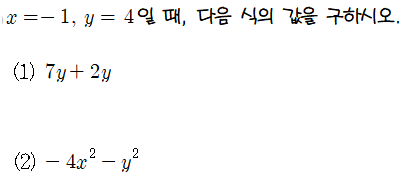 x =− 1, y = 4일 때, 다음 식의 값을 구하시오.
(1) 7y + 2y
(2) − 4x² − y²